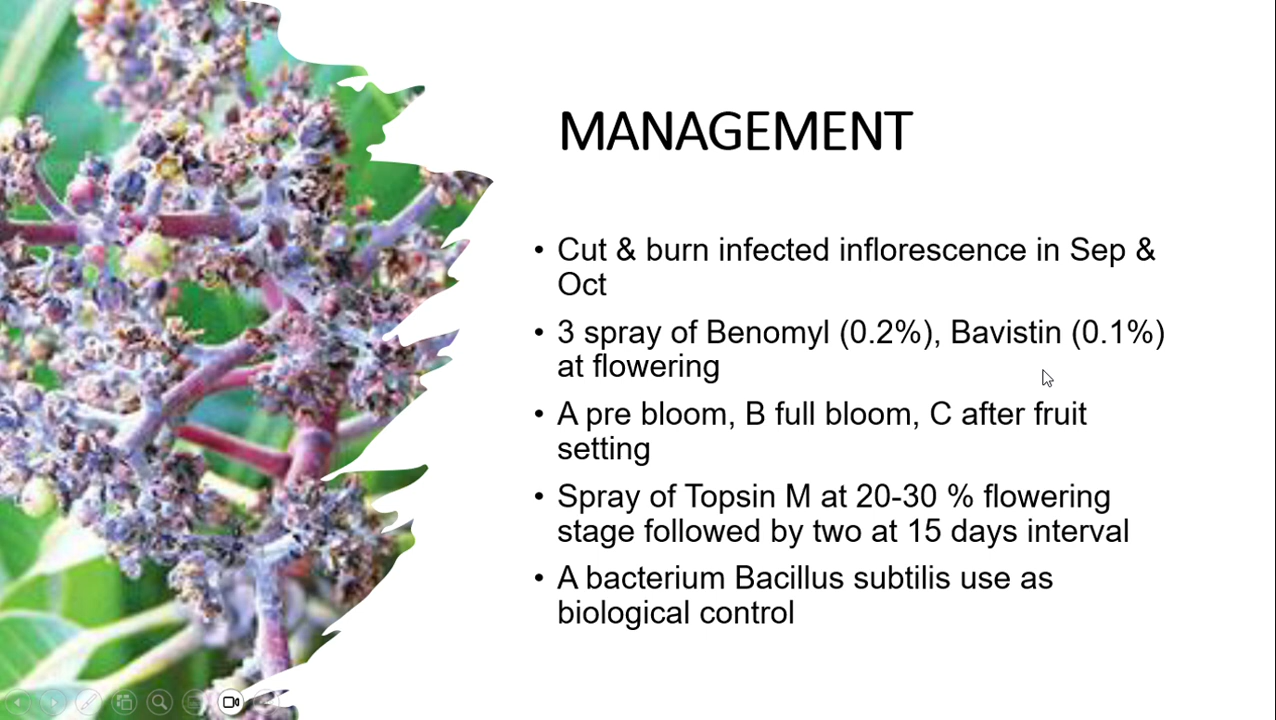 MANAGEMENT
• Cut & burn infected inflorescence in Sep &
Oct
• 3 spray of Benomyl (0.2%), Bavistin (0.1%)
at flowering
• A pre bloom, B full bloom, C after fruit
setting
• Spray of Topsin M at 20-30 % flowering
stage followed by two at 15 days interval
• A bacterium Bacillus subtilis use as
biological control